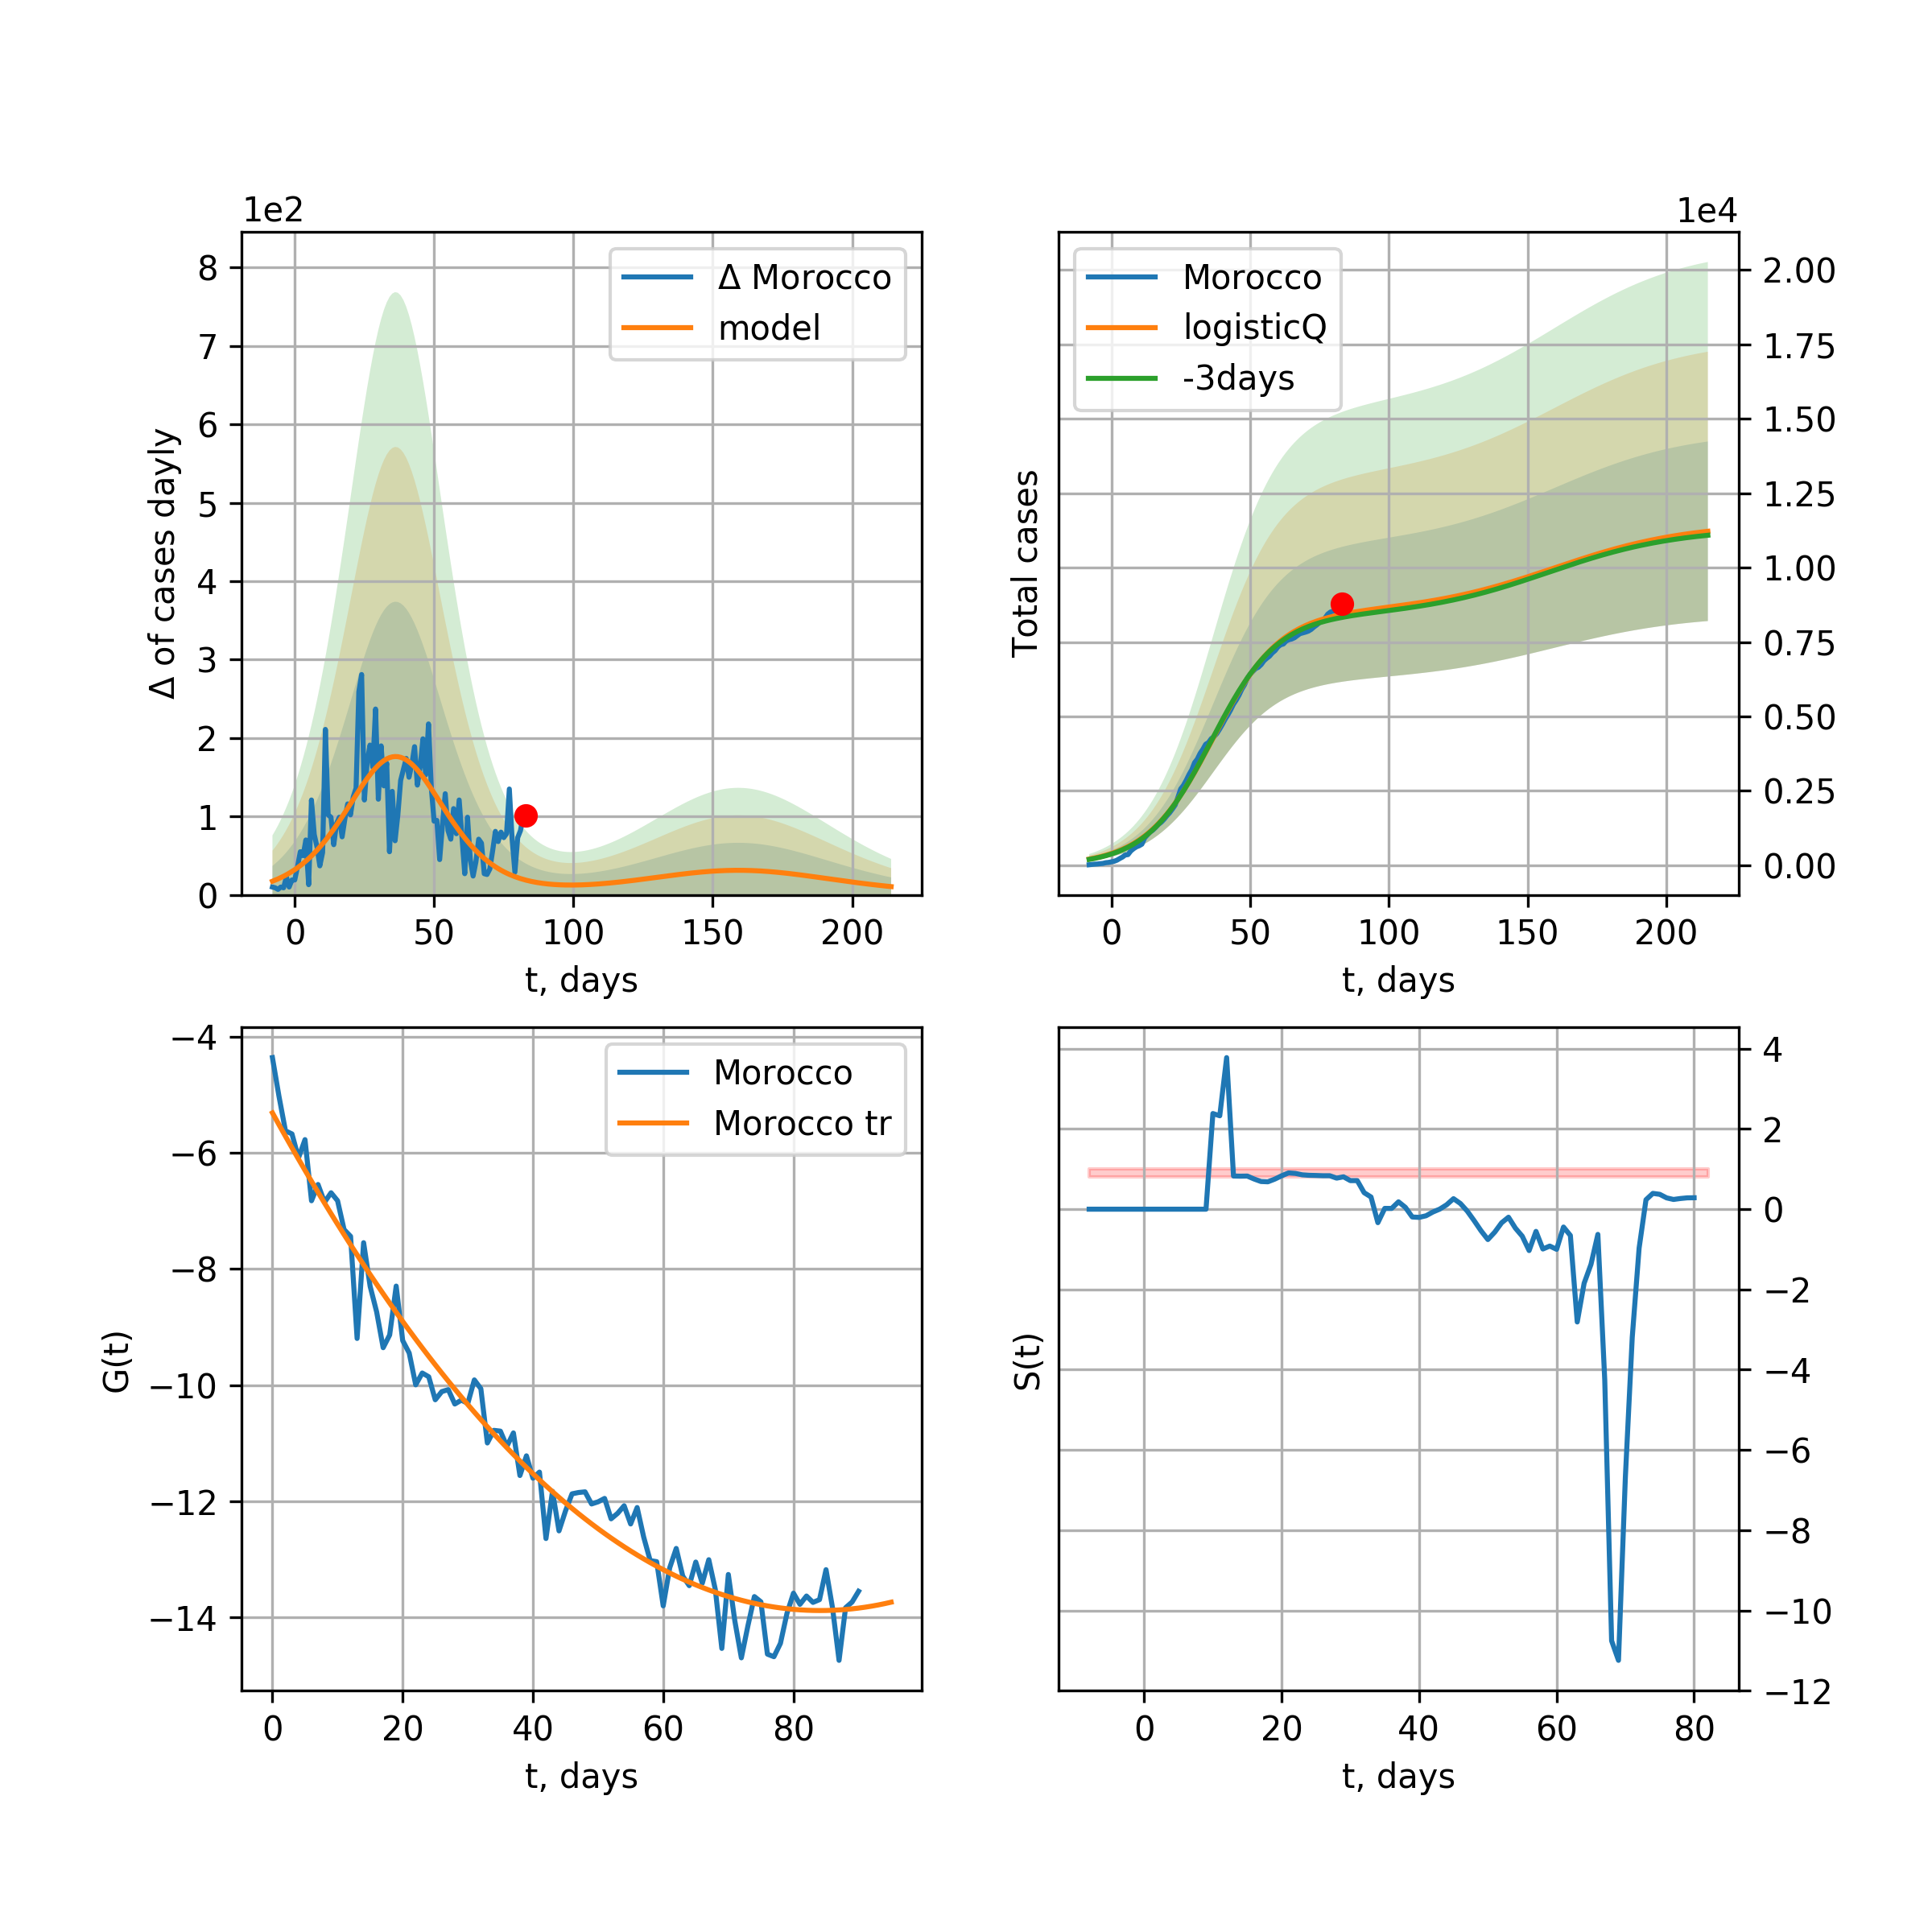 1e2
8
7
6
5
4
3
2
1
0
Δ of cases dayly
Δ Morocco
model
0 50 100 150 200
t, days
1e4
Total cases
Morocco
logisticQ
-3days
2.00
1.75
1.50
1.25
1.00
0.75
0.50
0.25
0.00
0 50 100 150 200
t, days
−4
−6
−8
−10
−12
−14
G(t)
Morocco
Morocco tr
0 20 40 60 80
t, days
S(t)
4
2
0
−2
−4
−6
−8
−10
−12
0 20 40 60 80
t, days